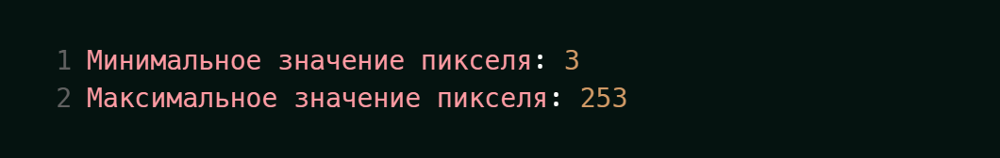 1 Минимальное значение пикселя: 3
2 Максимальное значение пикселя: 253